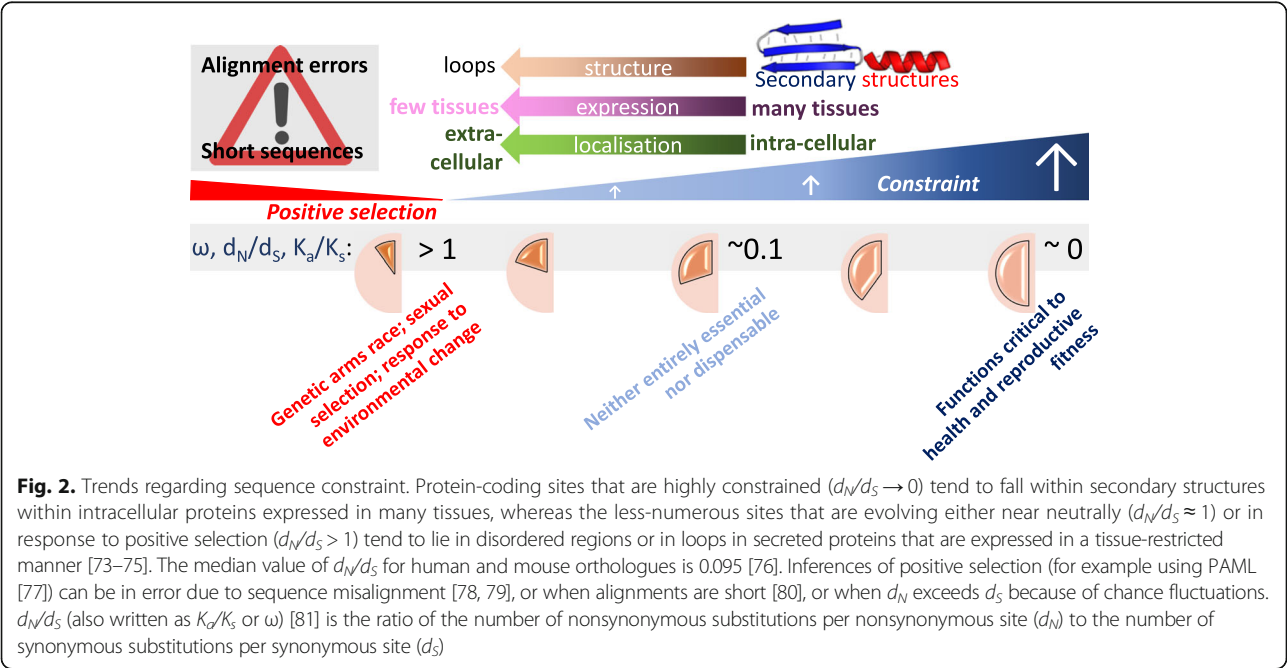 Alignment errors
!
Short sequences
loops
structure
Secondary structures
few tissues
expression
many tissues
extra-
cellular
localisation
intra-cellular
Constraint
Positive selection
ω, dN/dS, Ka/Ks:
> 1
~0.1
~ 0
Genetic arms race; sexual
selection; response to
environmental change
Neither entirely essential
nor dispensable
Functions critical to
health and reproductive
fitness
Fig. 2. Trends regarding sequence constraint. Protein-coding sites that are highly constrained (dN/dS → 0) tend to fall within secondary structures
within intracellular proteins expressed in many tissues, whereas the less-numerous sites that are evolving either near neutrally (dN/dS ≈ 1) or in
response to positive selection (dN/dS > 1) tend to lie in disordered regions or in loops in secreted proteins that are expressed in a tissue-restricted
manner [73–75]. The median value of dN/dS for human and mouse orthologues is 0.095 [76]. Inferences of positive selection (for example using PAML
[77]) can be in error due to sequence misalignment [78, 79], or when alignments are short [80], or when dN exceeds dS because of chance fluctuations.
dN/dS (also written as Ka/Ks or ω) [81] is the ratio of the number of nonsynonymous substitutions per nonsynonymous site (dN) to the number of
synonymous substitutions per synonymous site (dS)